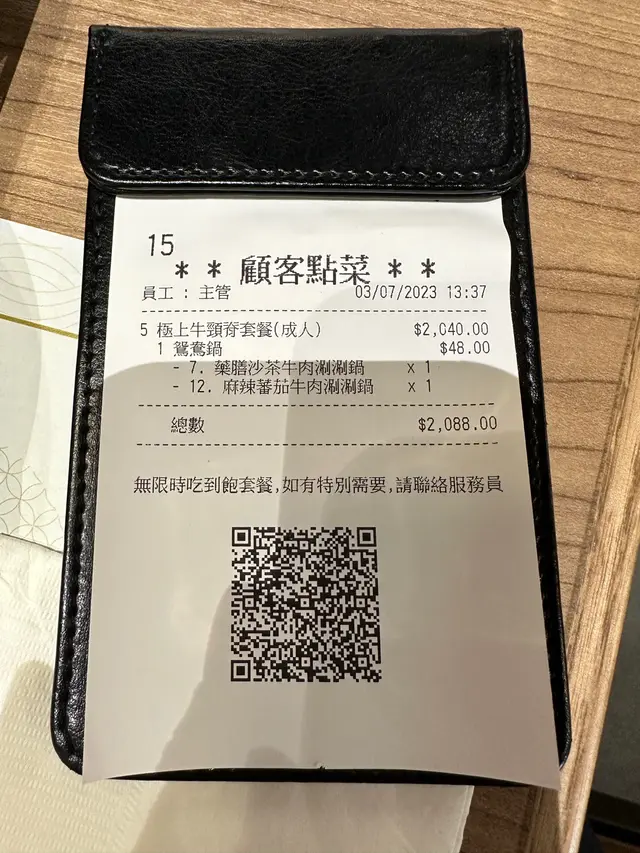 15
* * 顧客點菜 * *
員工 : 主管 03/07/2023 13:37
5 極上牛頸脊套餐(成人) $2,040.00
1 鴛鴦鍋 $48.00
- 7. 藥膳沙茶牛肉涮涮鍋 x 1
- 12. 麻辣蕃茄牛肉涮涮鍋 x 1
總數 $2,088.00
無限時吃到飽套餐,如有特別需要,請聯絡服務員